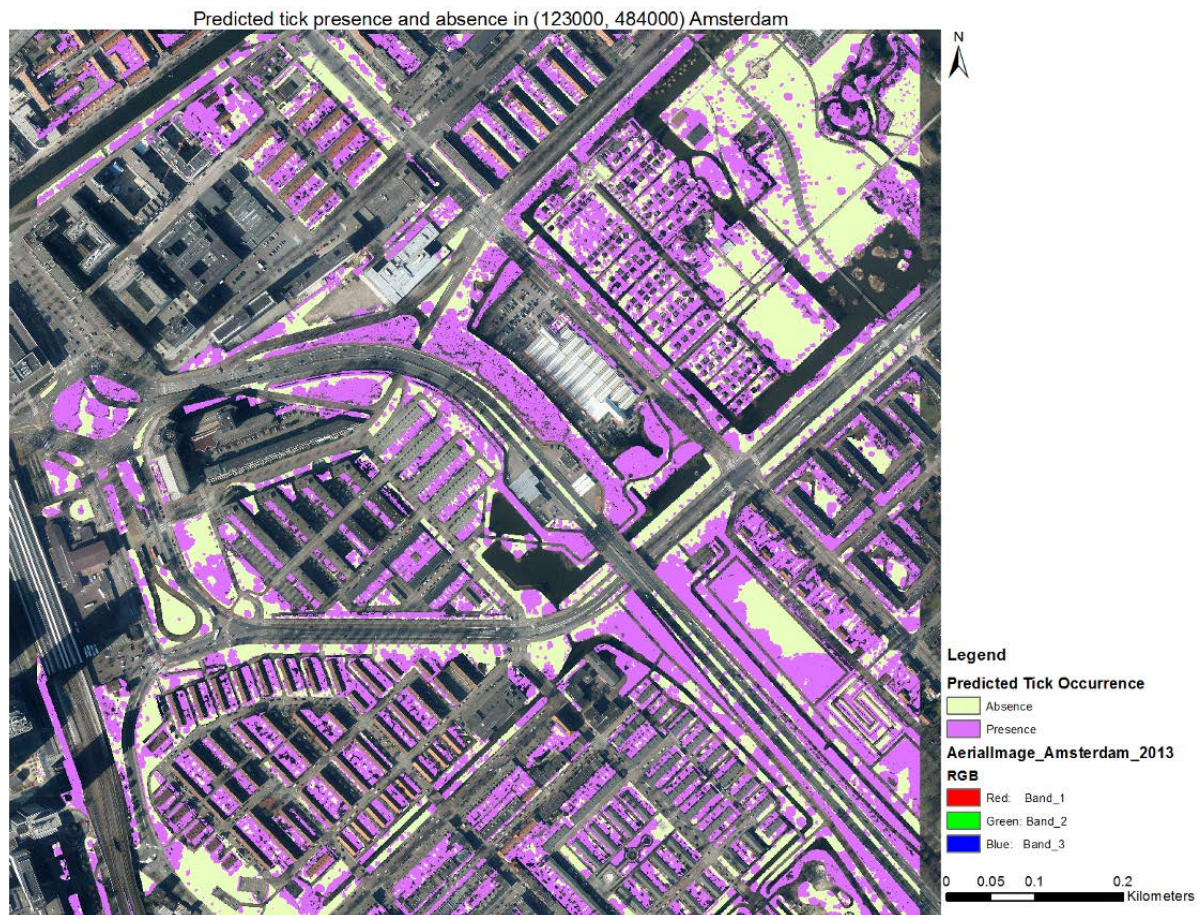 Predicted tick presence and absence in (123000, 484000) Amsterdam
N
Legend
Predicted Tick Occurrence
Absence
Presence
AerialImage_Amsterdam_2013
RGB
Red: Band_1
Green: Band_2
Blue: Band_3
0 0.05 0.1 0.2
Kilometers